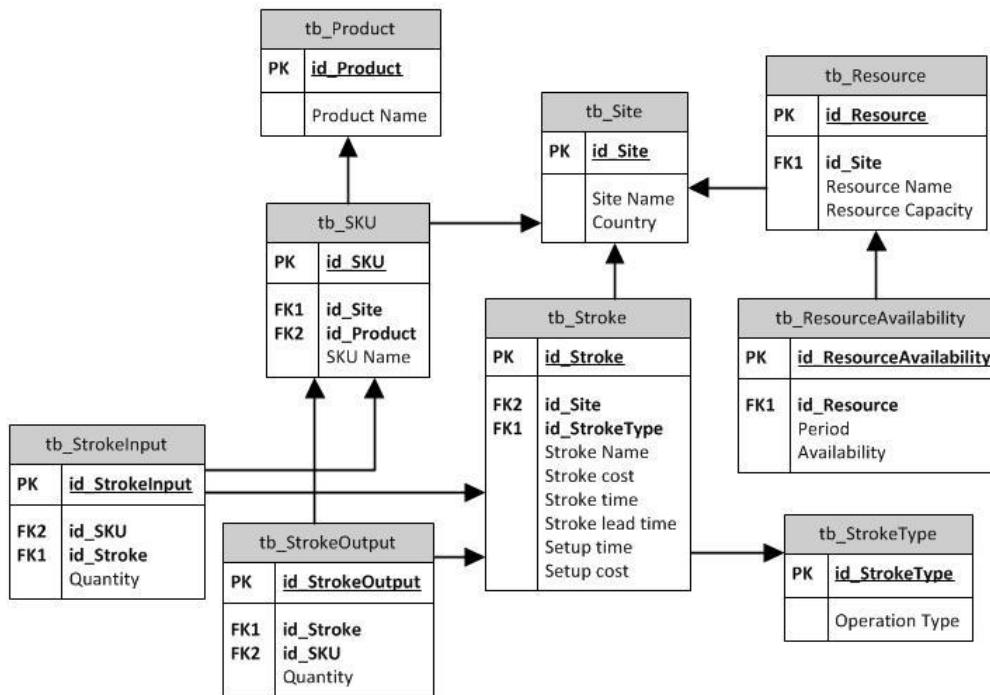 tb_Product
PK id_Product
Product Name
tb_Site
PK id_Site
Site Name
Country
tb_Resource
PK id_Resource
FK1 id_Site
Resource Name
Resource Capacity
tb_SKU
PK id_SKU
FK1 id_Site
FK2 id_Product
SKU Name
tb_Stroke
PK id_Stroke
FK2 id_Site
FK1 id_StrokeType
Stroke Name
Stroke cost
Stroke time
Stroke lead time
Setup time
Setup cost
tb_ResourceAvailability
PK id_ResourceAvailability
FK1 id_Resource
Period
Availability
tb_StrokeInput
PK id_StrokeInput
FK2 id_SKU
FK1 id_Stroke
Quantity
tb_StrokeOutput
PK id_StrokeOutput
FK1 id_Stroke
FK2 id_SKU
Quantity
tb_StrokeType
PK id_StrokeType
Operation Type